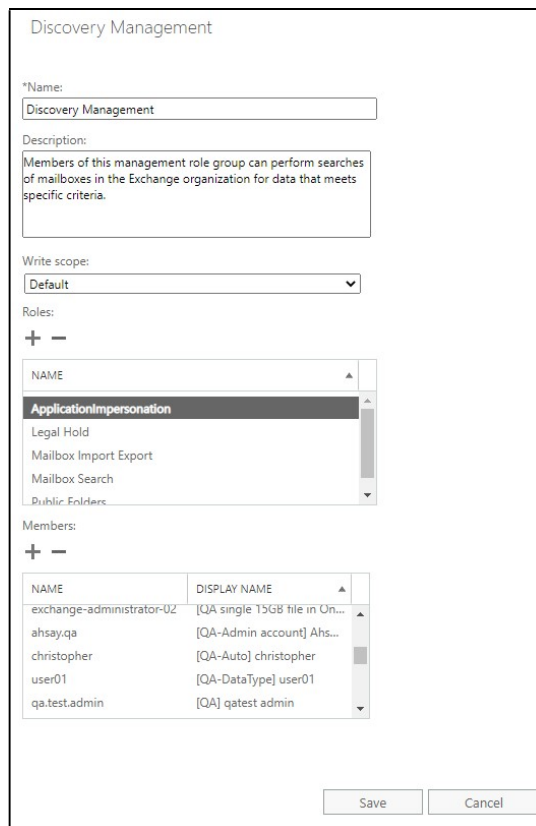 Discovery Management
*Name:
Discovery Management
Description:
Members of this management role group can perform searches
of mailboxes in the Exchange organization for data that meets
specific criteria.
Write scope:
Default
Roles:
NAME
ApplicationImpersonation
Legal Hold
Mailbox Import Export
Mailbox Search
Public Folders
Members:
NAME DISPLAY NAME
exchange-administrator-02 [QA single 15GB file in On...
ahsay.qa [QA-Admin account] Ahs...
christopher [QA-Auto] christopher
user01 [QA-DataType] user01
qa.test.admin [QA] qatest admin
Save Cancel